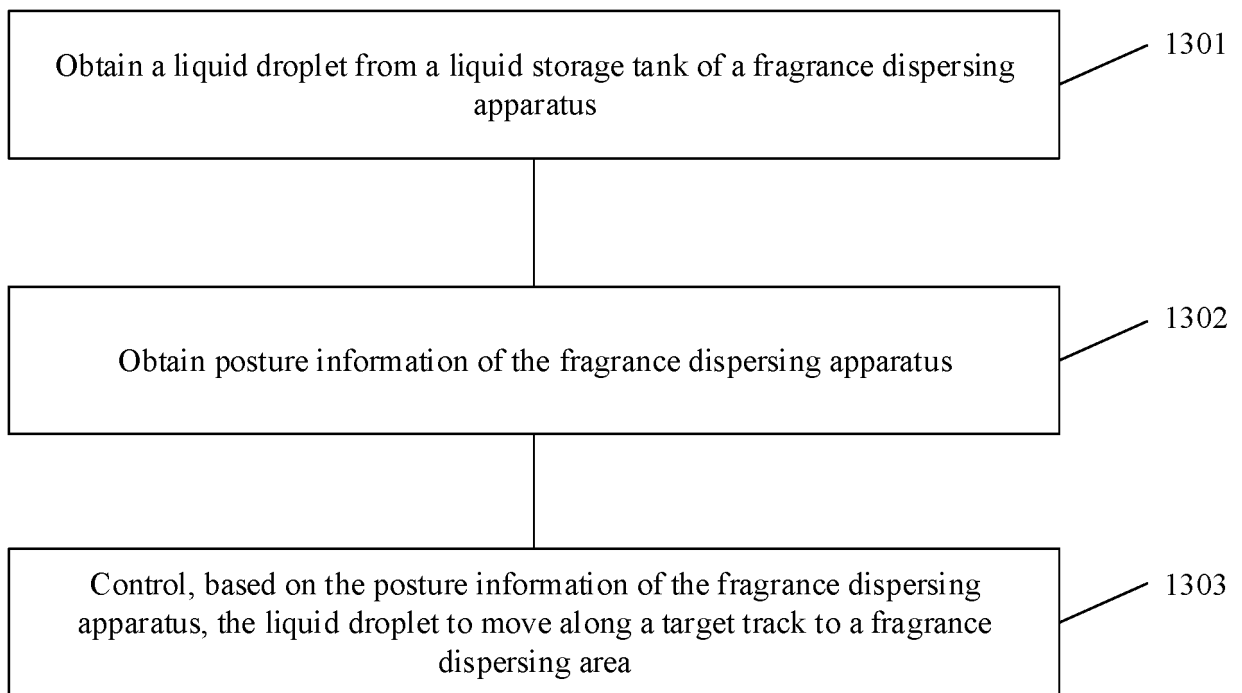 Obtain a liquid droplet from a liquid storage tank of a fragrance dispersing
apparatus
1301
Obtain posture information of the fragrance dispersing apparatus
1302
Control, based on the posture information of the fragrance dispersing
apparatus, the liquid droplet to move along a target track to a fragrance
dispersing area
1303